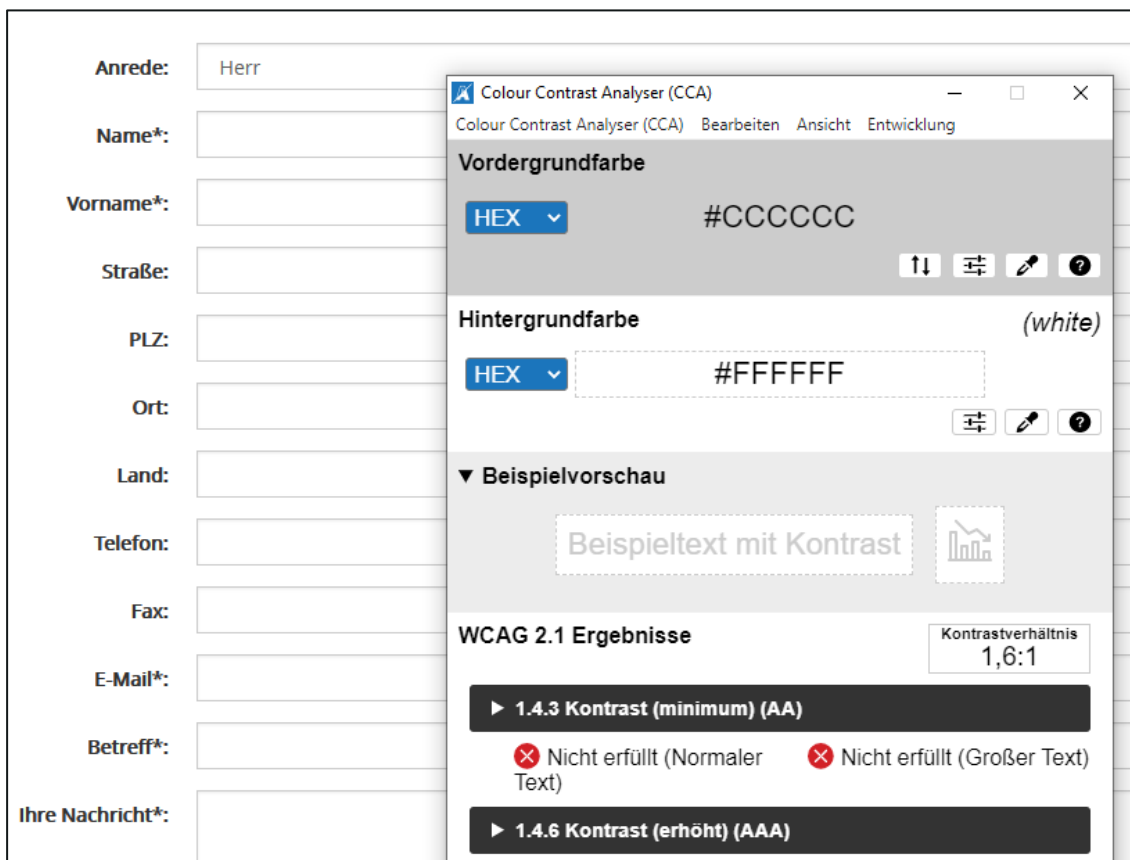 Anrede:
Herr
Name*:
Vorname*:
Straße:
PLZ:
Ort:
Land:
Telefon:
Fax:
E-Mail*:
Betreff*:
Ihre Nachricht*:
Colour Contrast Analyser (CCA)
Colour Contrast Analyser (CCA) Bearbeiten Ansicht Entwicklung
Vordergrundfarbe
HEX #CCCCCC
Hintergrundfarbe (white)
HEX #FFFFFF
▼ Beispielvorschau
Beispieltext mit Kontrast
WCAG 2.1 Ergebnisse
Kontrastverhältnis
1,6:1
▶ 1.4.3 Kontrast (minimum) (AA)
Nicht erfüllt (Normaler
Text)
Nicht erfüllt (Großer Text)
▶ 1.4.6 Kontrast (erhöht) (AAA)